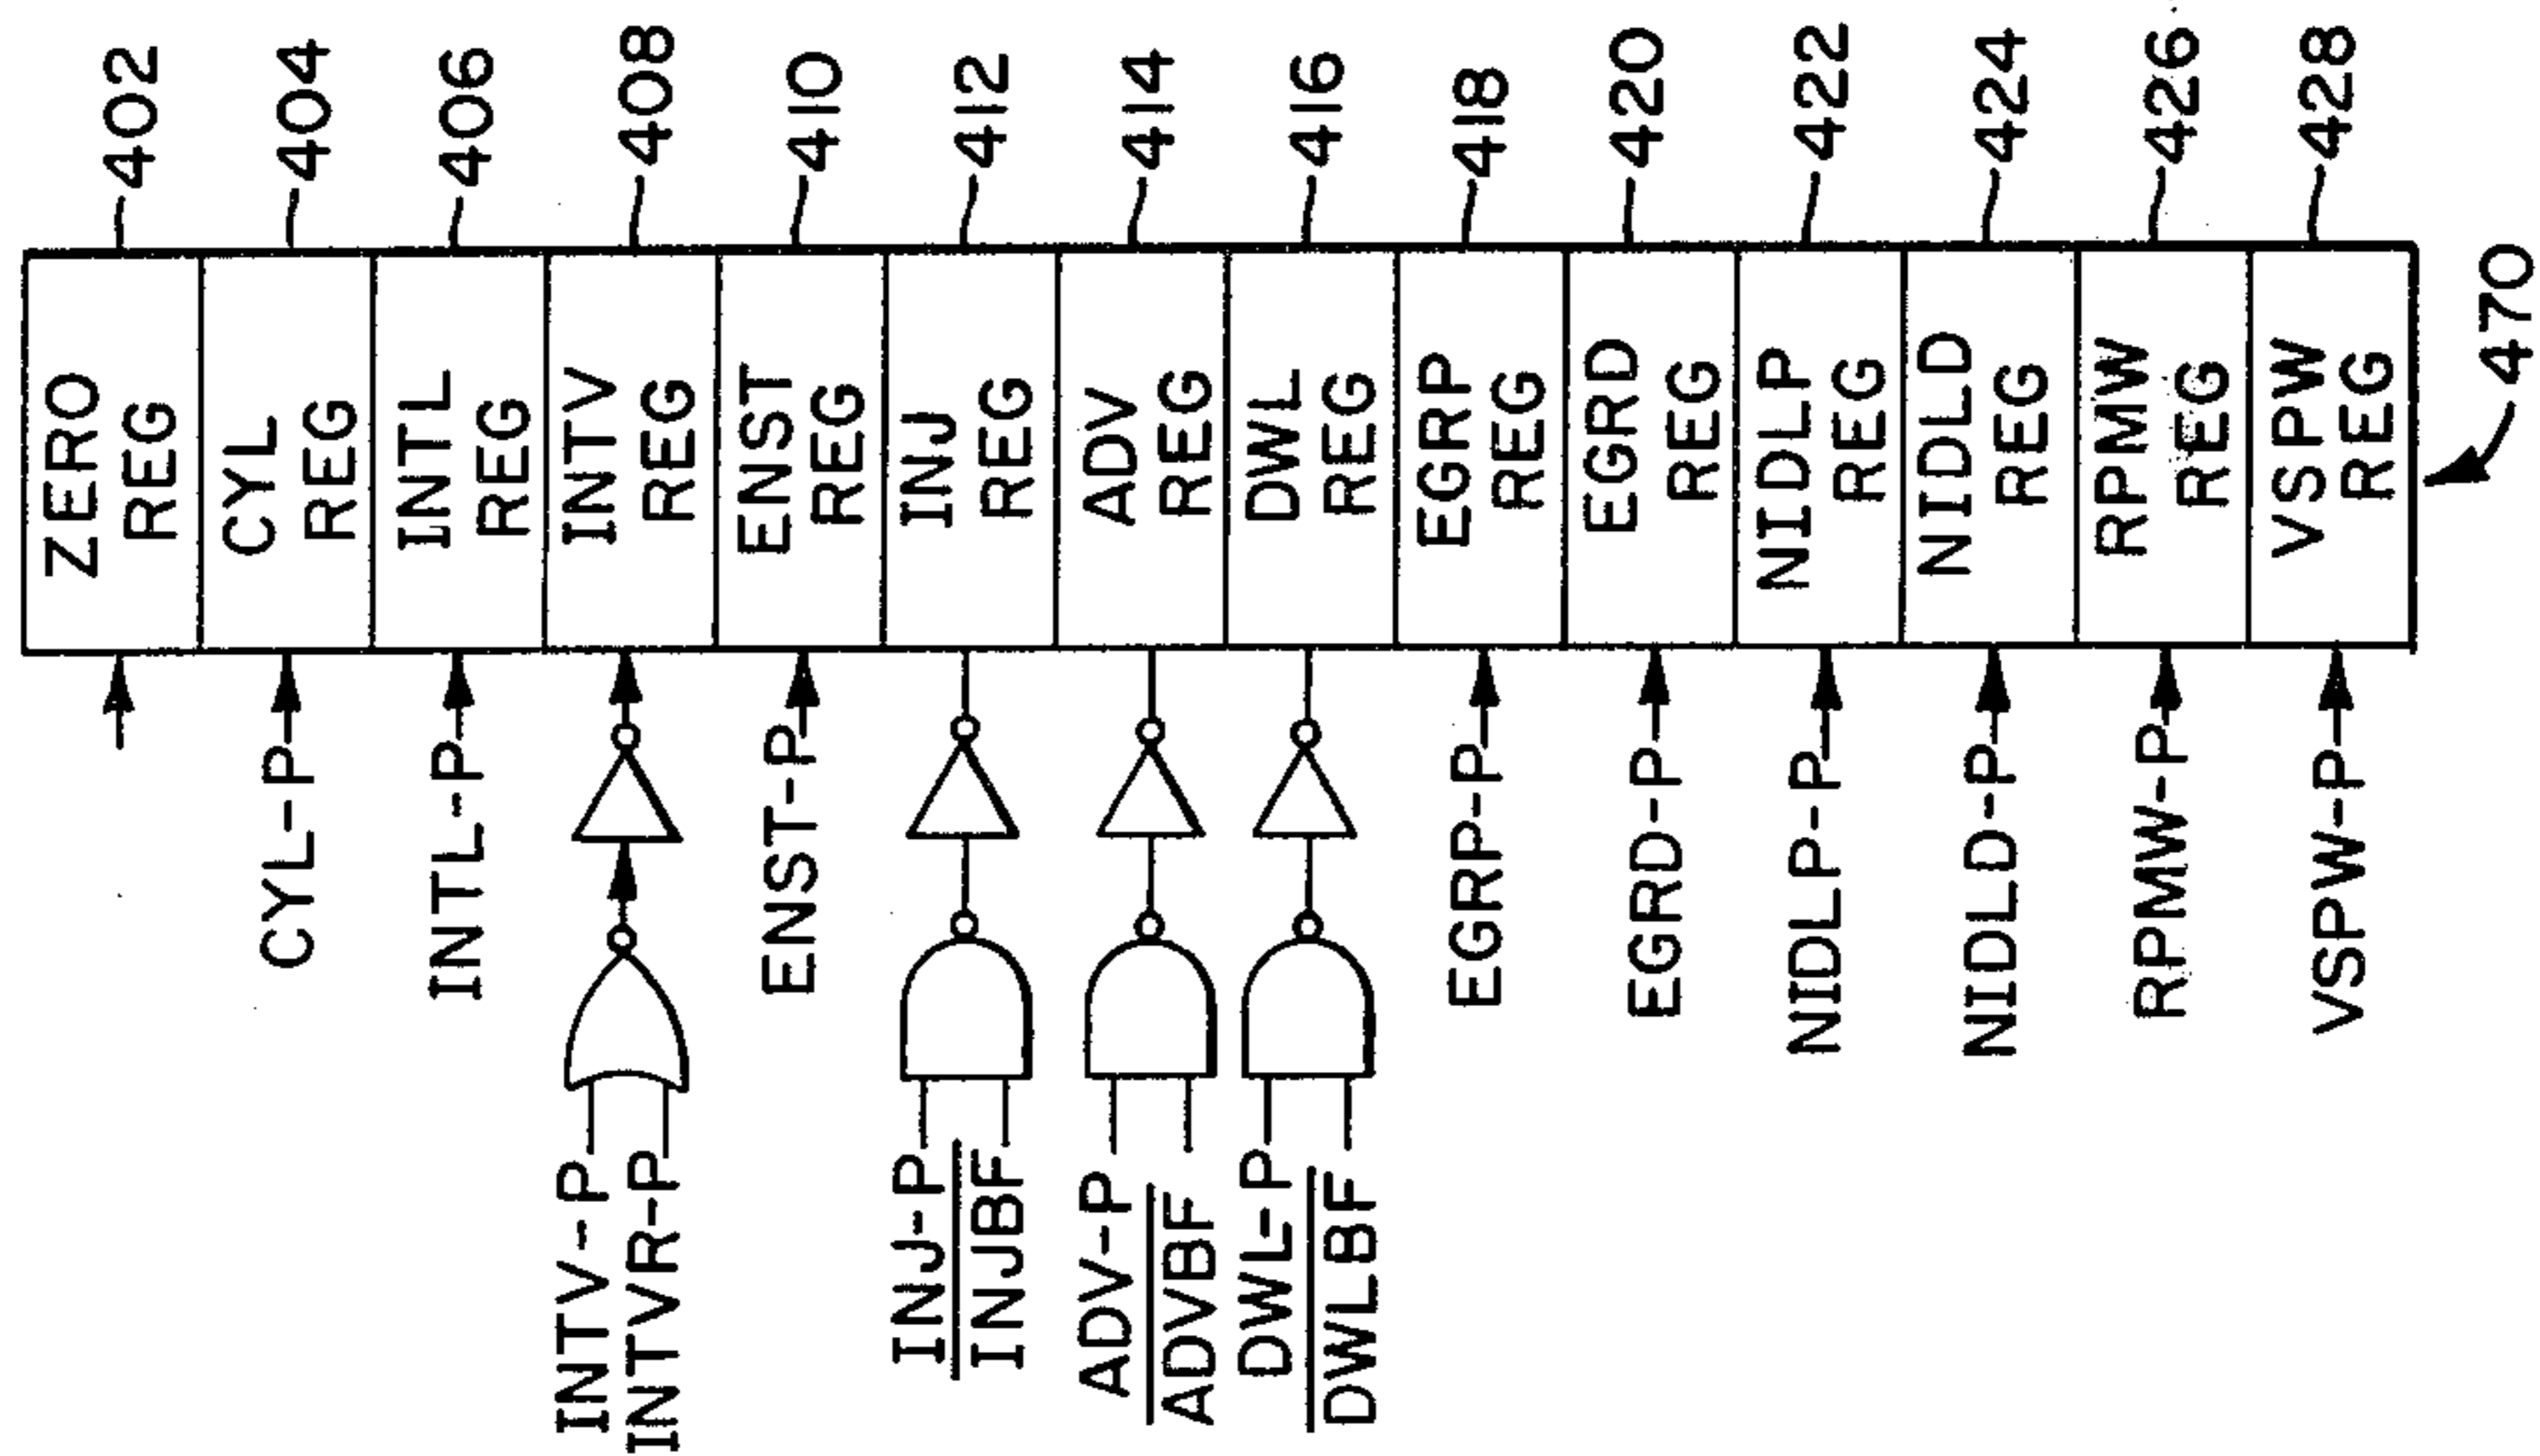 ZERO
REG
402
CYL-P
CYL
REG
404
INTL-P
INTL
REG
406
INTV-P
INTVR-P
INTV
REG
408
ENST-P
ENST
REG
410
INJ-P
INJBF
INJ
REG
412
ADV-P
ADVBF
ADV
REG
414
DWL-P
DWLBF
DWL
REG
416
EGRP-P
EGRP
REG
418
EGRD-P
EGRD
REG
420
NIDLP-P
NIDLP
REG
422
NIDLD-P
NIDLD
REG
424
RPMW-P
RPMW
REG
426
VSPW-P
VSPW
REG
428
470